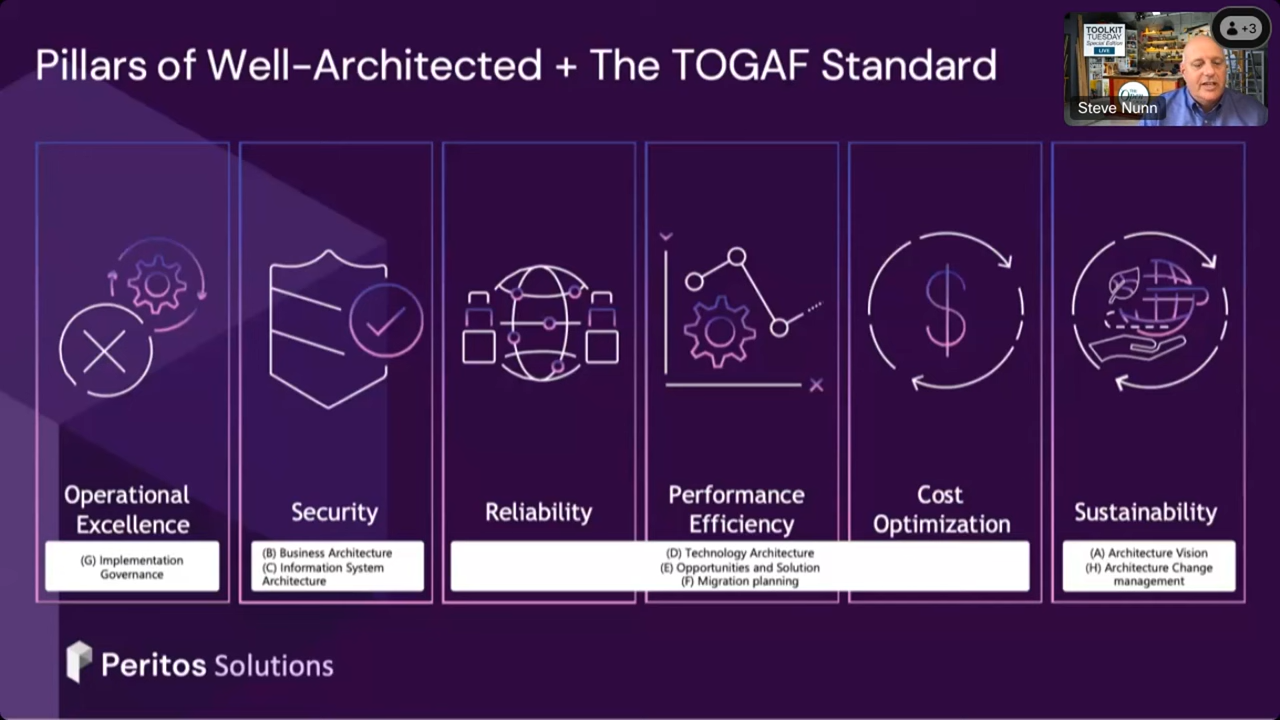 Pillars of Well-Architected + The TOGAF Standard
TOOLKIT
TUESDAY
Special Edition
LIVE
+3
Steve Nunn
Operational
Excellence
(G) Implementation
Governance
Security
(B) Business Architecture
(C) Information System
Architecture
Reliability
Performance
Efficiency
Cost
Optimization
(D) Technology Architecture
(E) Opportunities and Solution
(F) Migration planning
Sustainability
(A) Architecture Vision
(H) Architecture Change
management
Peritos Solutions